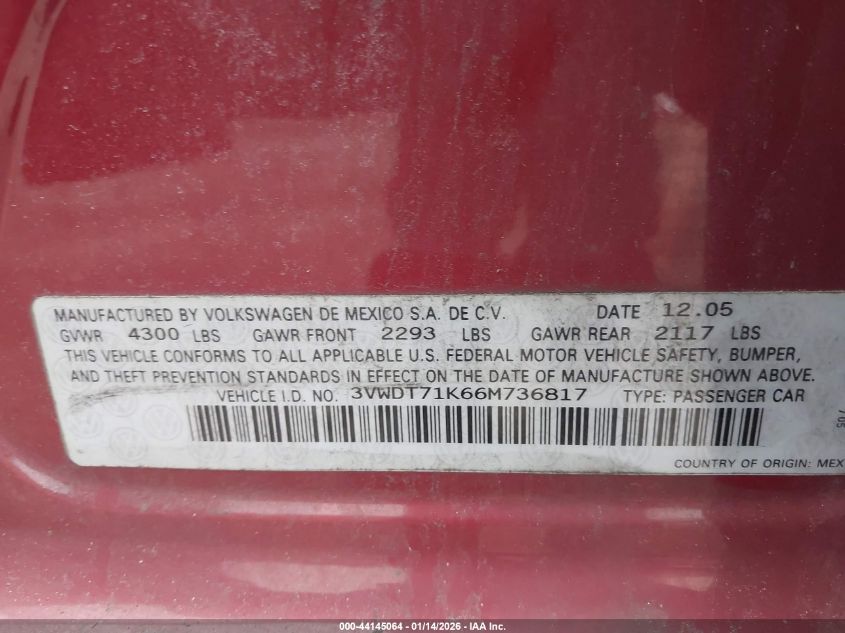 MANUFACTURED BY VOLKSWAGEN DE MEXICO S.A. DE C.V. DATE 12.05
GVWR 4300 LBS GAWR FRONT 2293 LBS GAWR REAR 2117 LBS
THIS VEHICLE CONFORMS TO ALL APPLICABLE U.S. FEDERAL MOTOR VEHICLE SAFETY, BUMPER,
AND THEFT PREVENTION STANDARDS IN EFFECT ON THE DATE OF MANUFACTURE SHOWN ABOVE.
VEHICLE I.D. NO. 3VWDT71K66M736817 TYPE: PASSENGER CAR
COUNTRY OF ORIGIN: MEX
000-44145064 - 01/14/2026 - IAA Inc.